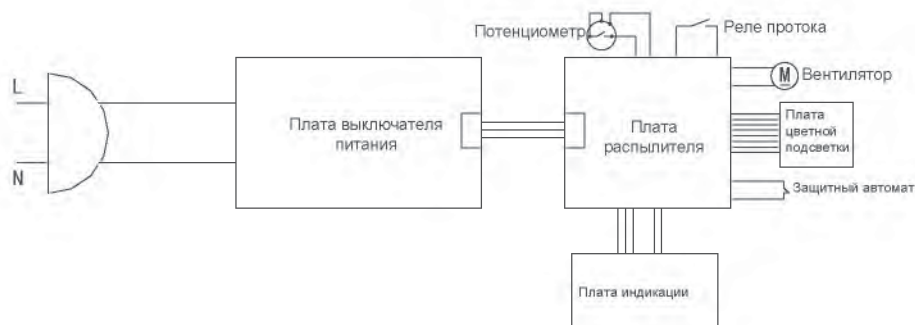 Потенциометр
Реле протока
L
N
Плата выключателя
питания
Плата
распылителя
M
Вентилятор
Плата
цветной
подсветки
Защитный автомат
Плата индикации